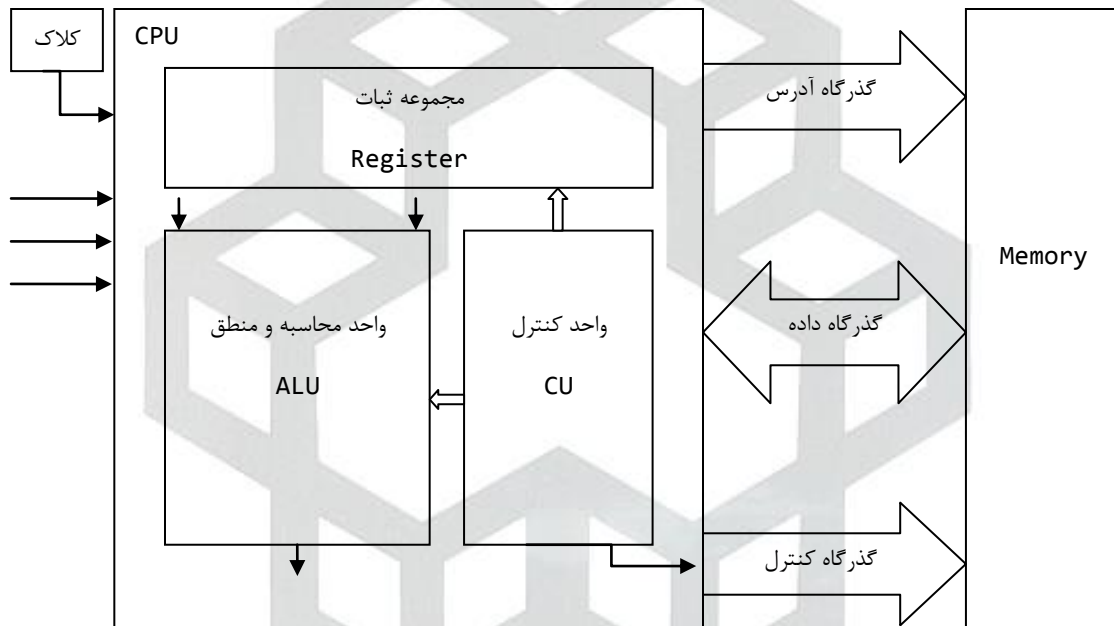 کلاک
CPU
مجموعه ثبات
Register
واحد محاسبه و منطق
ALU
واحد کنترل
CU
گذرگاه آدرس
گذرگاه داده
گذرگاه کنترل
Memory